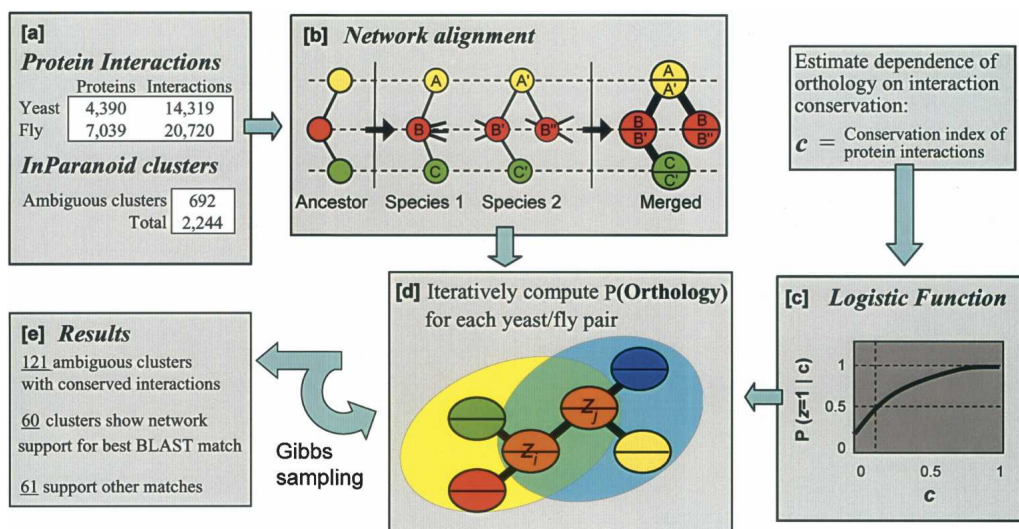 [a]
Protein Interactions
Proteins Interactions
Yeast 4,390 14,319
Fly 7,039 20,720
InParanoid clusters
Ambiguous clusters 692
Total 2,244
[b] Network alignment
A
A'
A
A'
B
B'
B"
B
B'
B
B"
C
C'
C
C'
Ancestor
Species 1
Species 2
Merged
Estimate dependence of
orthology on interaction
conservation:
c = Conservation index of
protein interactions
[c] Logistic Function
P (z=1 | c)
1
0.5
0
0
0.5
1
c
[d] Iteratively compute P(Orthology)
for each yeast/fly pair
zj
zi
Gibbs
sampling
[e] Results
121 ambiguous clusters
with conserved interactions
60 clusters show network
support for best BLAST match
61 support other matches